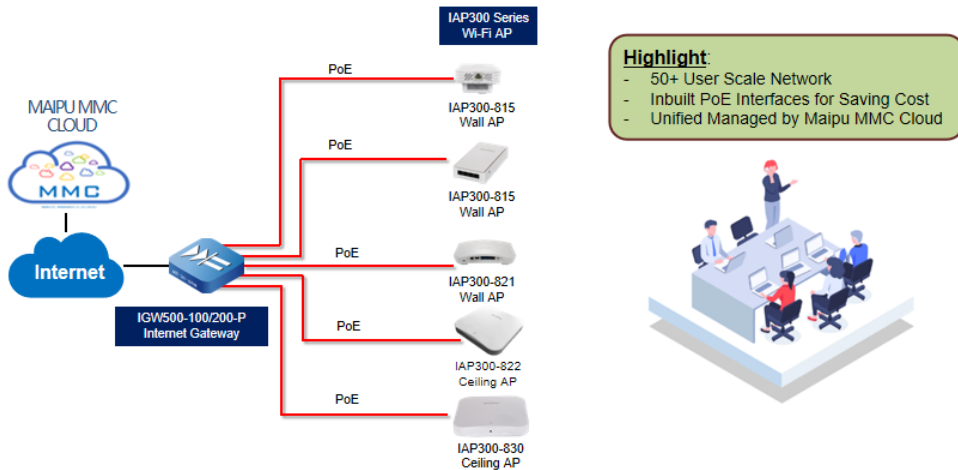 IAP300 Series
Wi-Fi AP
Highlight:
- 50+ User Scale Network
- Inbuilt PoE Interfaces for Saving Cost
- Unified Managed by Maipu MMC Cloud
PoE
IAP300-815
Wall AP
MAIPU MMC
CLOUD
MMC
PoE
IAP300-815
Wall AP
Internet
PoE
IAP300-821
Wall AP
IGW500-100/200-P
Internet Gateway
PoE
IAP300-822
Ceiling AP
PoE
IAP300-830
Ceiling AP